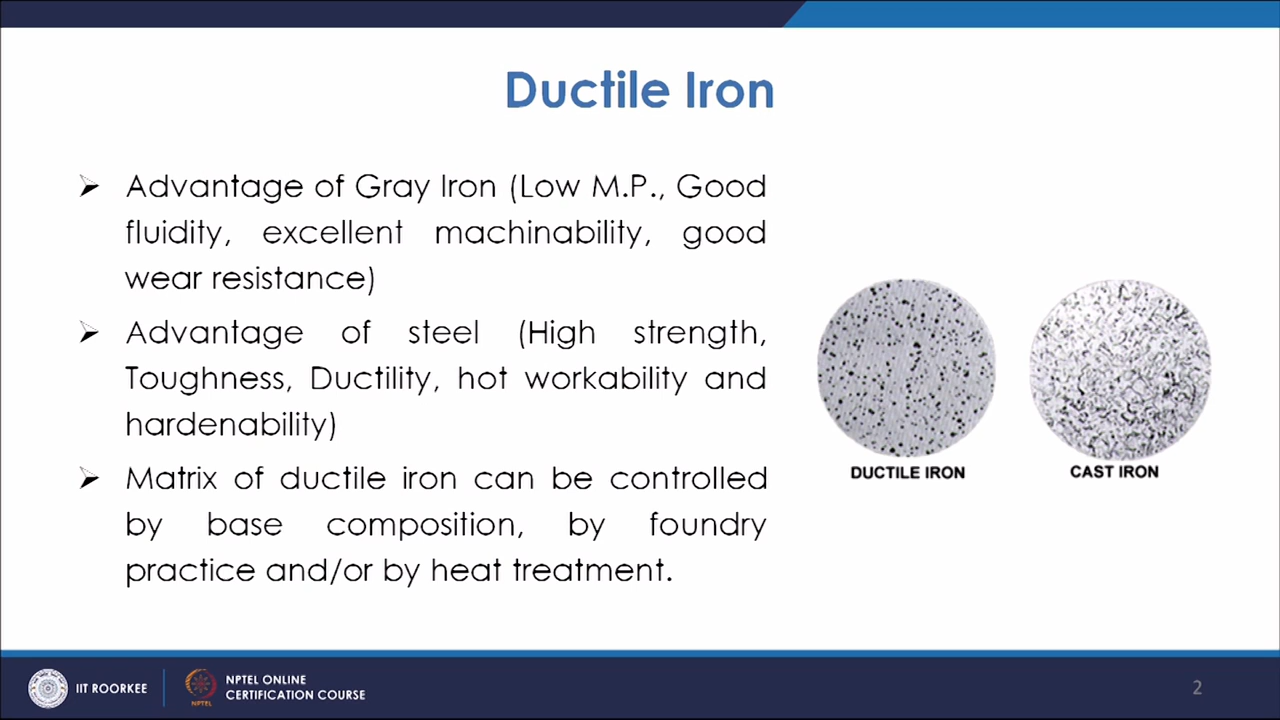 Ductile Iron
➢ Advantage of Gray Iron (Low M.P., Good
fluidity, excellent machinability, good
wear resistance)
➢ Advantage of steel (High strength,
Toughness, Ductility, hot workability and
hardenability)
➢ Matrix of ductile iron can be controlled
by base composition, by foundry
practice and/or by heat treatment.
DUCTILE IRON
CAST IRON
IIT ROORKEE
NPTEL
NPTEL ONLINE
CERTIFICATION COURSE
2